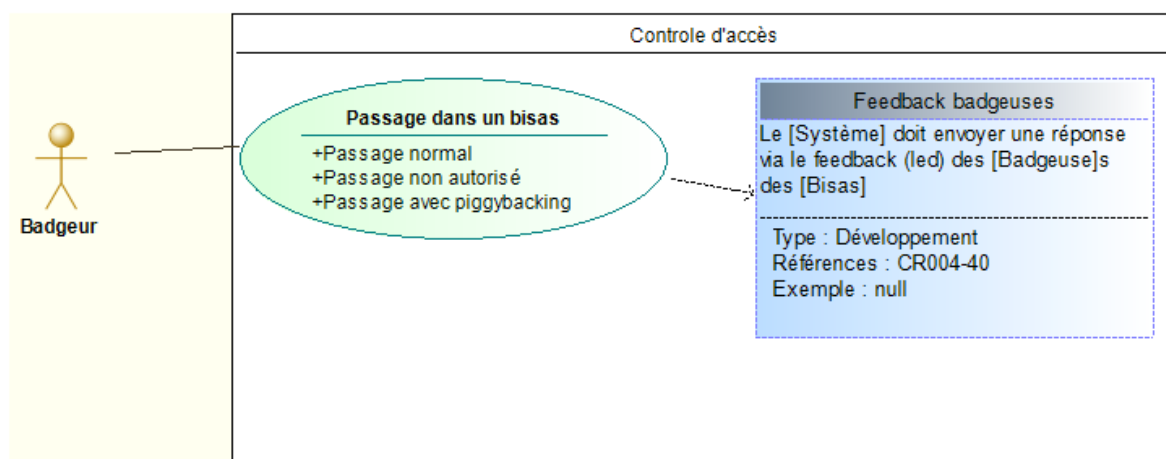 Controle d'accès
Badgeur
Passage dans un bisas
+Passage normal
+Passage non autorisé
+Passage avec piggybacking
Feedback badgeuses
Le [Système] doit envoyer une réponse
via le feedback (led) des [Badgeuse]s
des [Bisas]
Type : Développement
Références : CR004-40
Exemple : null